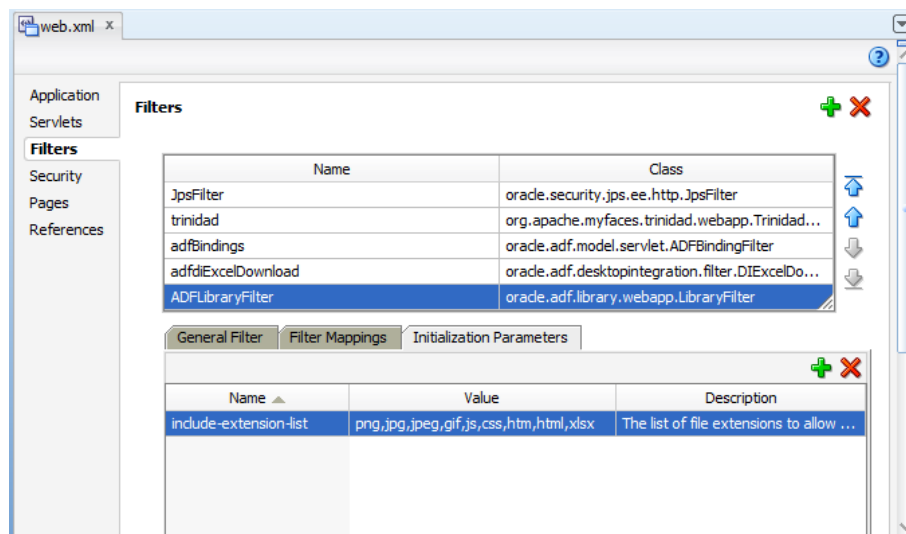 web.xml x
?
Application
Servlets
Filters
Security
Pages
References
Filters
Name Class
JpsFilter oracle.security.jps.ee.http.JpsFilter
trinidad org.apache.myfaces.trinidad.webapp.Trinidad...
adfBindings oracle.adf.model.servlet.ADFBindingFilter
adfdiExcelDownload oracle.adf.desktopintegration.filter.DIExcelDo...
ADFLibraryFilter oracle.adf.library.webapp.LibraryFilter
General Filter Filter Mappings Initialization Parameters
Name Value Description
include-extension-list png,jpg,jpeg,gif,js,css,htm,html,xlsx The list of file extensions to allow ...